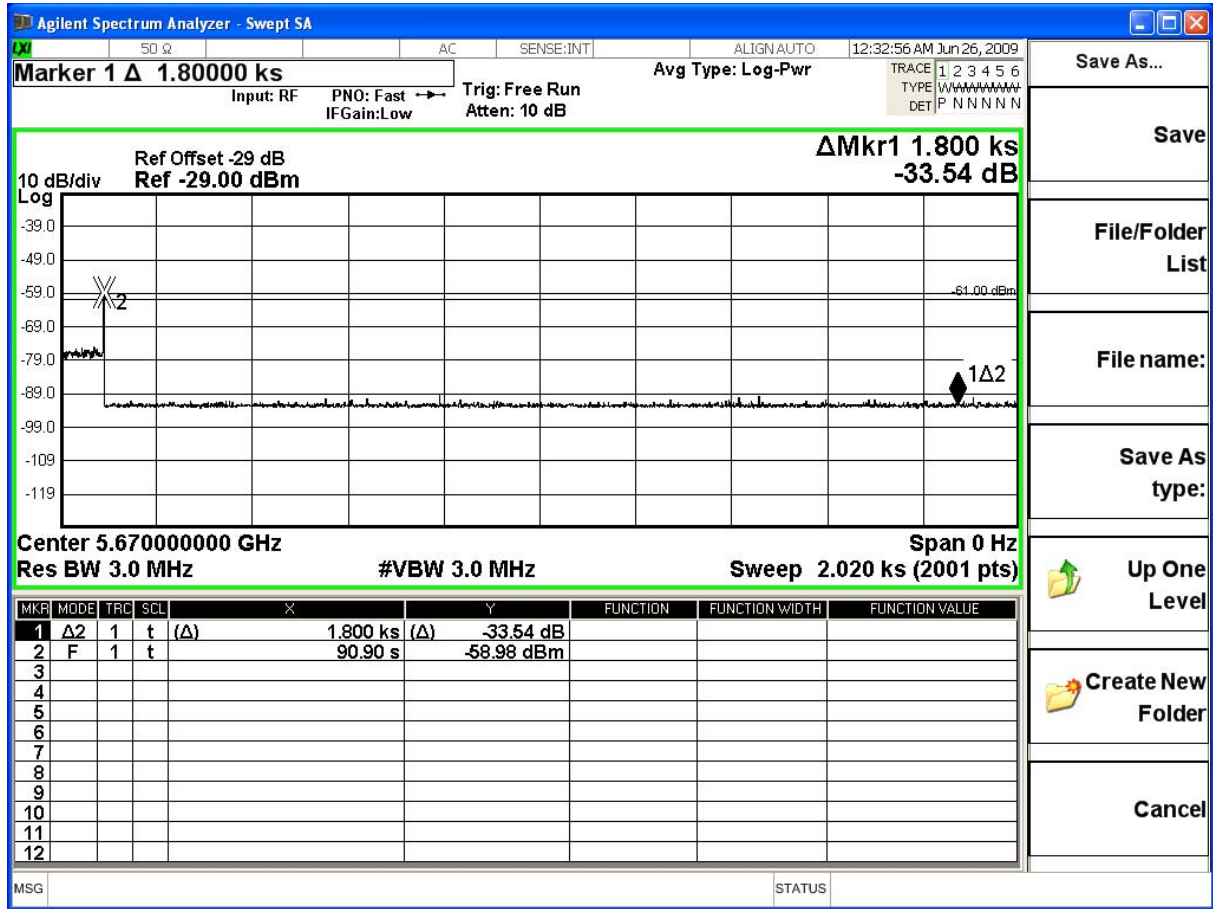 Agilent Spectrum Analyzer - Swept SA
LXI 50 Ω AC SENSE:INT ALIGN AUTO 12:32:56 AM Jun 26, 2009
Marker 1 Δ 1.80000 ks
Input: RF
PNO: Fast
IFGain:Low
Trig: Free Run
Atten: 10 dB
Avg Type: Log-Pwr
TRACE 1 2 3 4 5 6
TYPE WWWWWW
DET P N N N N N
Ref Offset -29 dB
10 dB/div Ref -29.00 dBm
Log
ΔMkr1 1.800 ks
-33.54 dB
-39.0
-49.0
-59.0
-69.0
-79.0
-89.0
-99.0
-109
-119
2
-61.00 dBm
1Δ2
Center 5.670000000 GHz Span 0 Hz
Res BW 3.0 MHz #VBW 3.0 MHz Sweep 2.020 ks (2001 pts)
MKR MODE TRC SCL X Y FUNCTION FUNCTION WIDTH FUNCTION VALUE
1 Δ2 1 t (Δ) 1.800 ks (Δ) -33.54 dB
2 F 1 t 90.90 s -58.98 dBm
3
4
5
6
7
8
9
10
11
12
MSG STATUS
Save As...
Save
File/Folder
List
File name:
Save As
type:
Up One
Level
Create New
Folder
Cancel